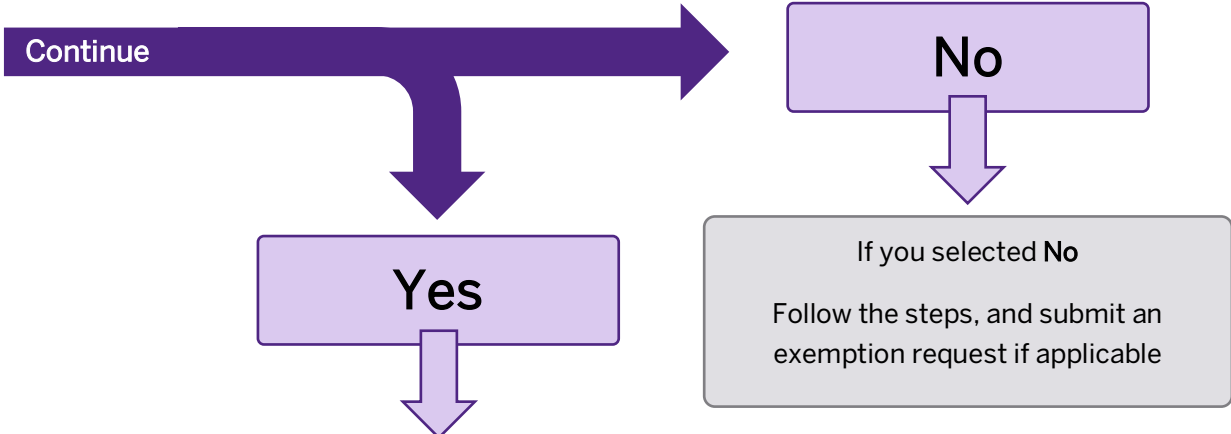 Continue
No
Yes
If you selected No
Follow the steps, and submit an
exemption request if applicable